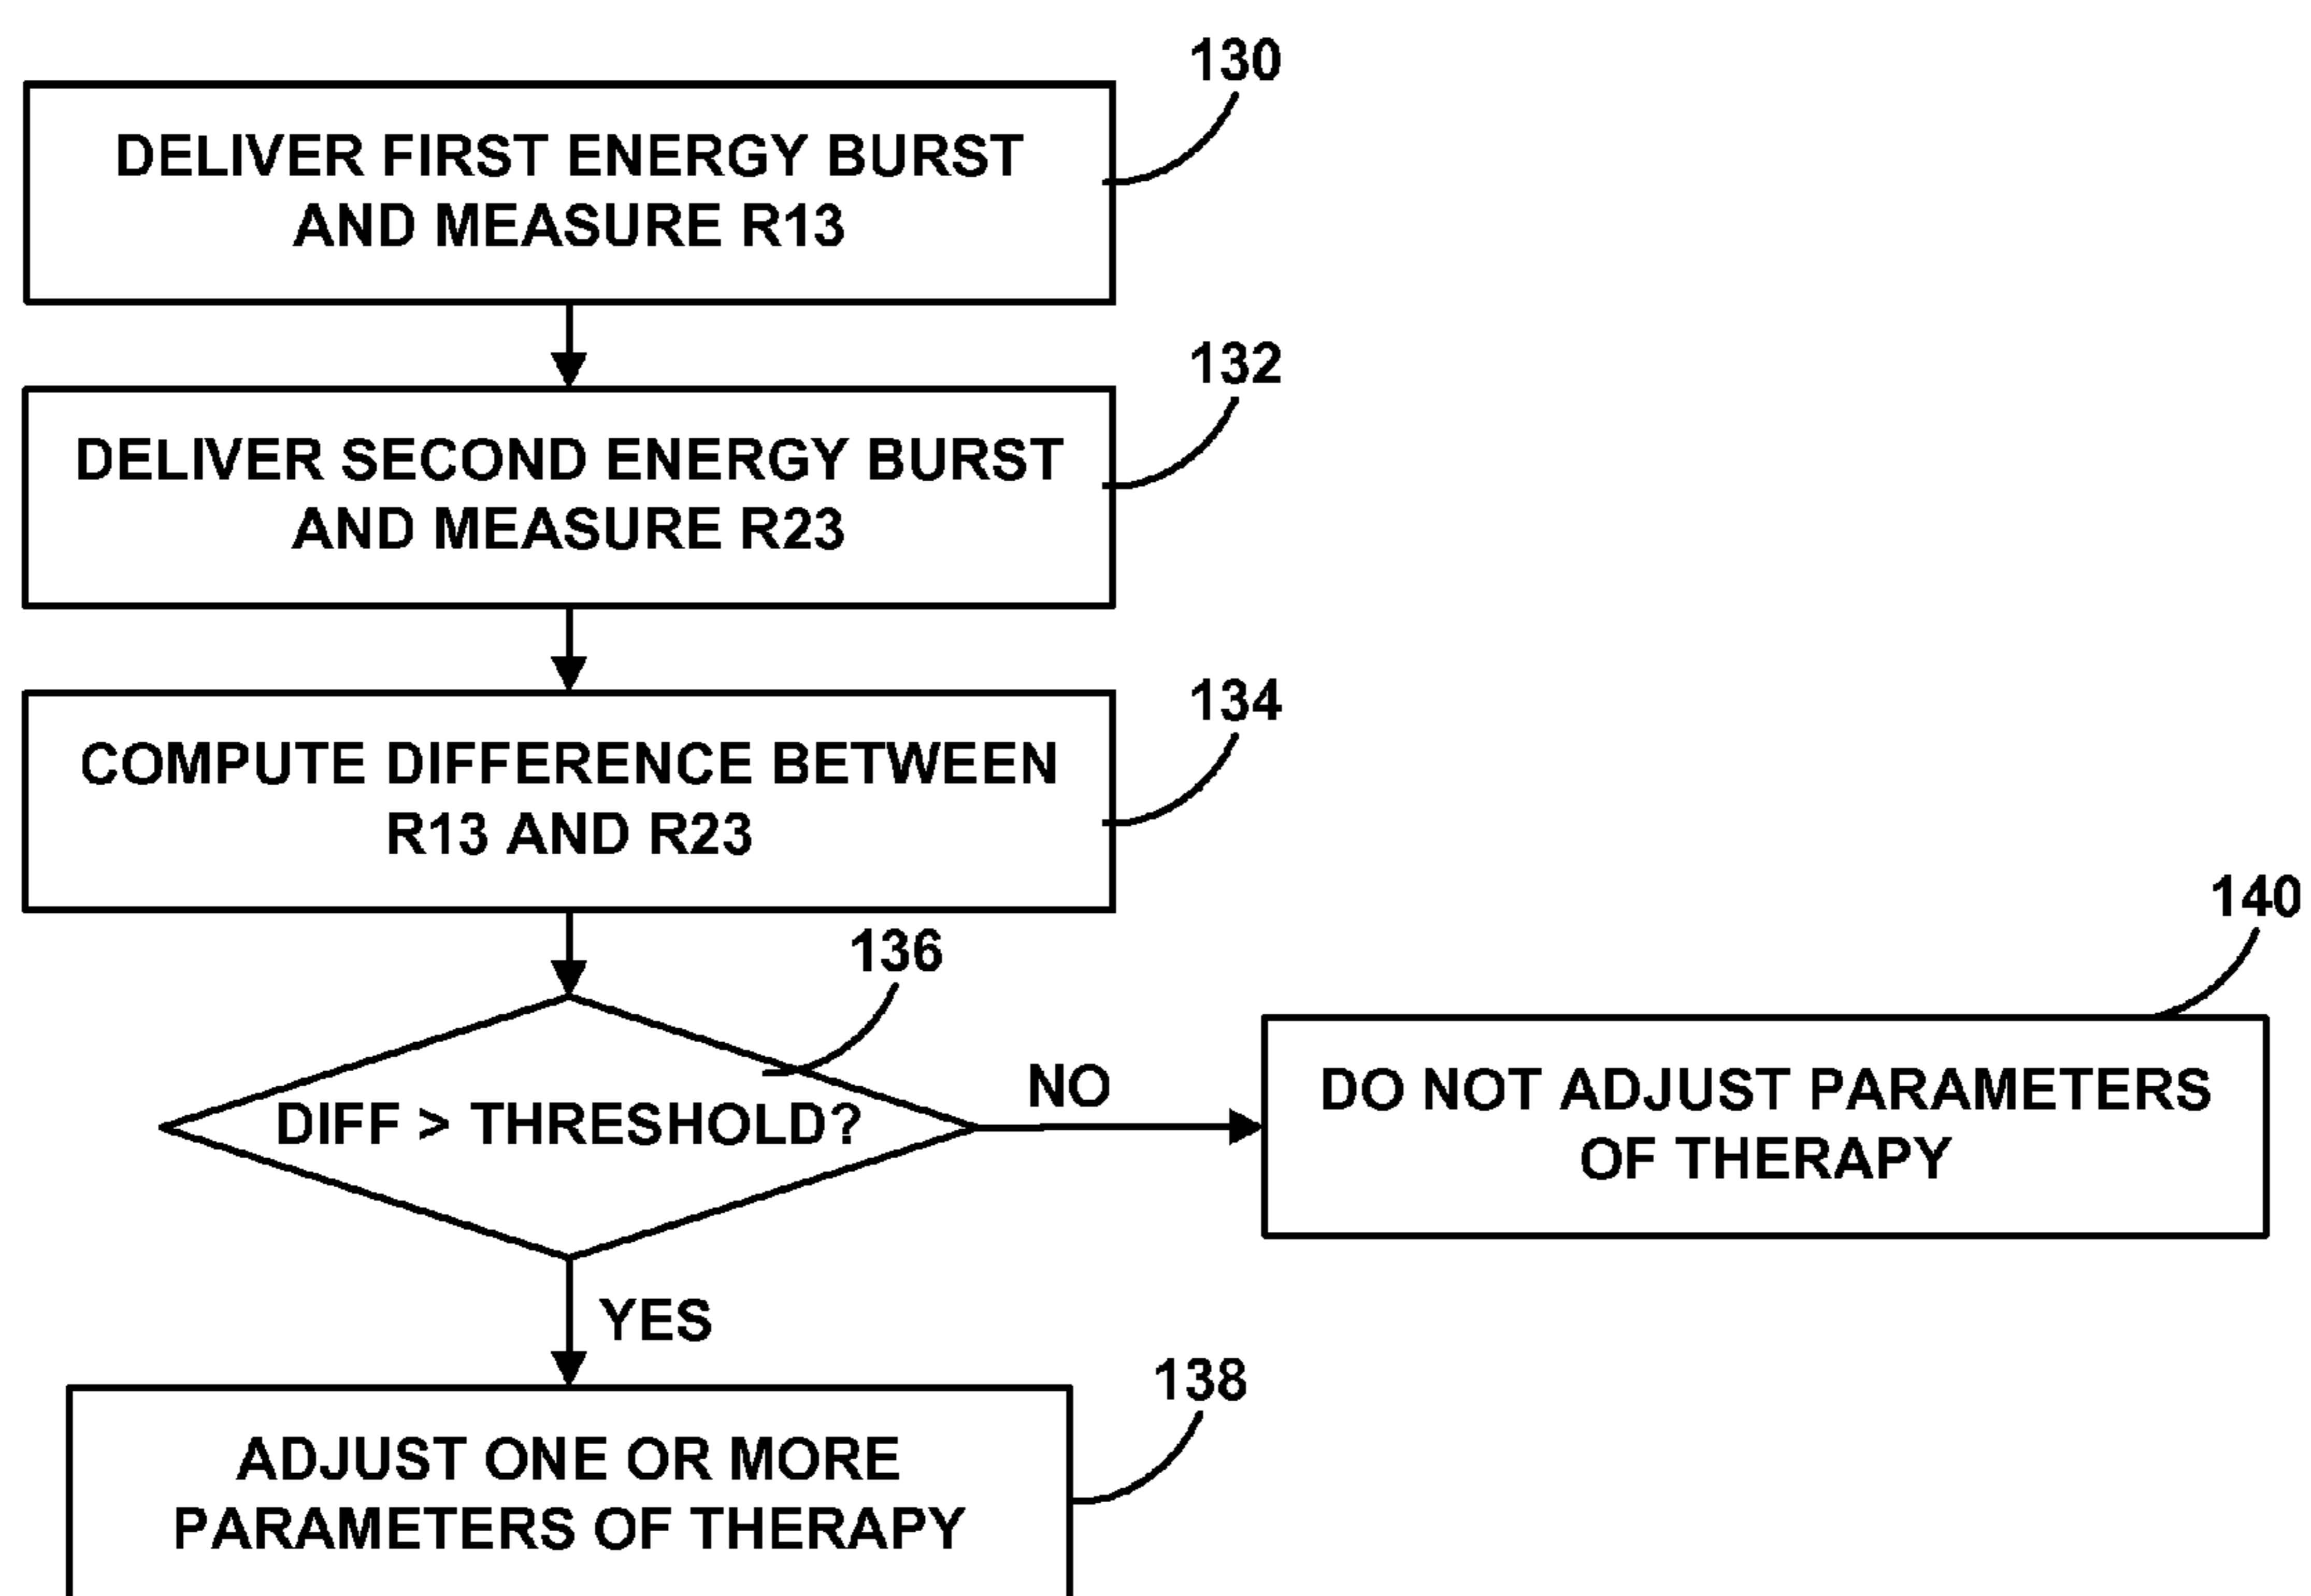 130
DELIVER FIRST ENERGY BURST
AND MEASURE R13
132
DELIVER SECOND ENERGY BURST
AND MEASURE R23
134
COMPUTE DIFFERENCE BETWEEN
R13 AND R23
136
140
DIFF > THRESHOLD?
NO
DO NOT ADJUST PARAMETERS
OF THERAPY
YES
138
ADJUST ONE OR MORE
PARAMETERS OF THERAPY